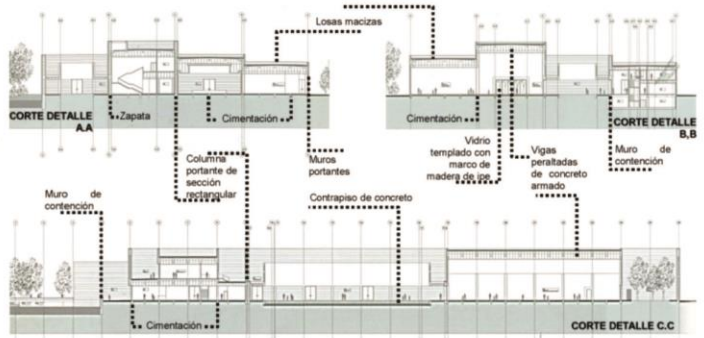 Losas macizas
CORTE DETALLE
A.A
Zapata
Cimentación
Columna
portante de
sección
rectangular
Muros
portantes
Cimentación
Vidrio
templado con
marco de
madera de ipe
Vigas
peraltadas
de concreto
armado
CORTE DETALLE
B,B
Muro de
contención
Muro de
contención
Contrapiso de concreto
Cimentación
CORTE DETALLE C.C